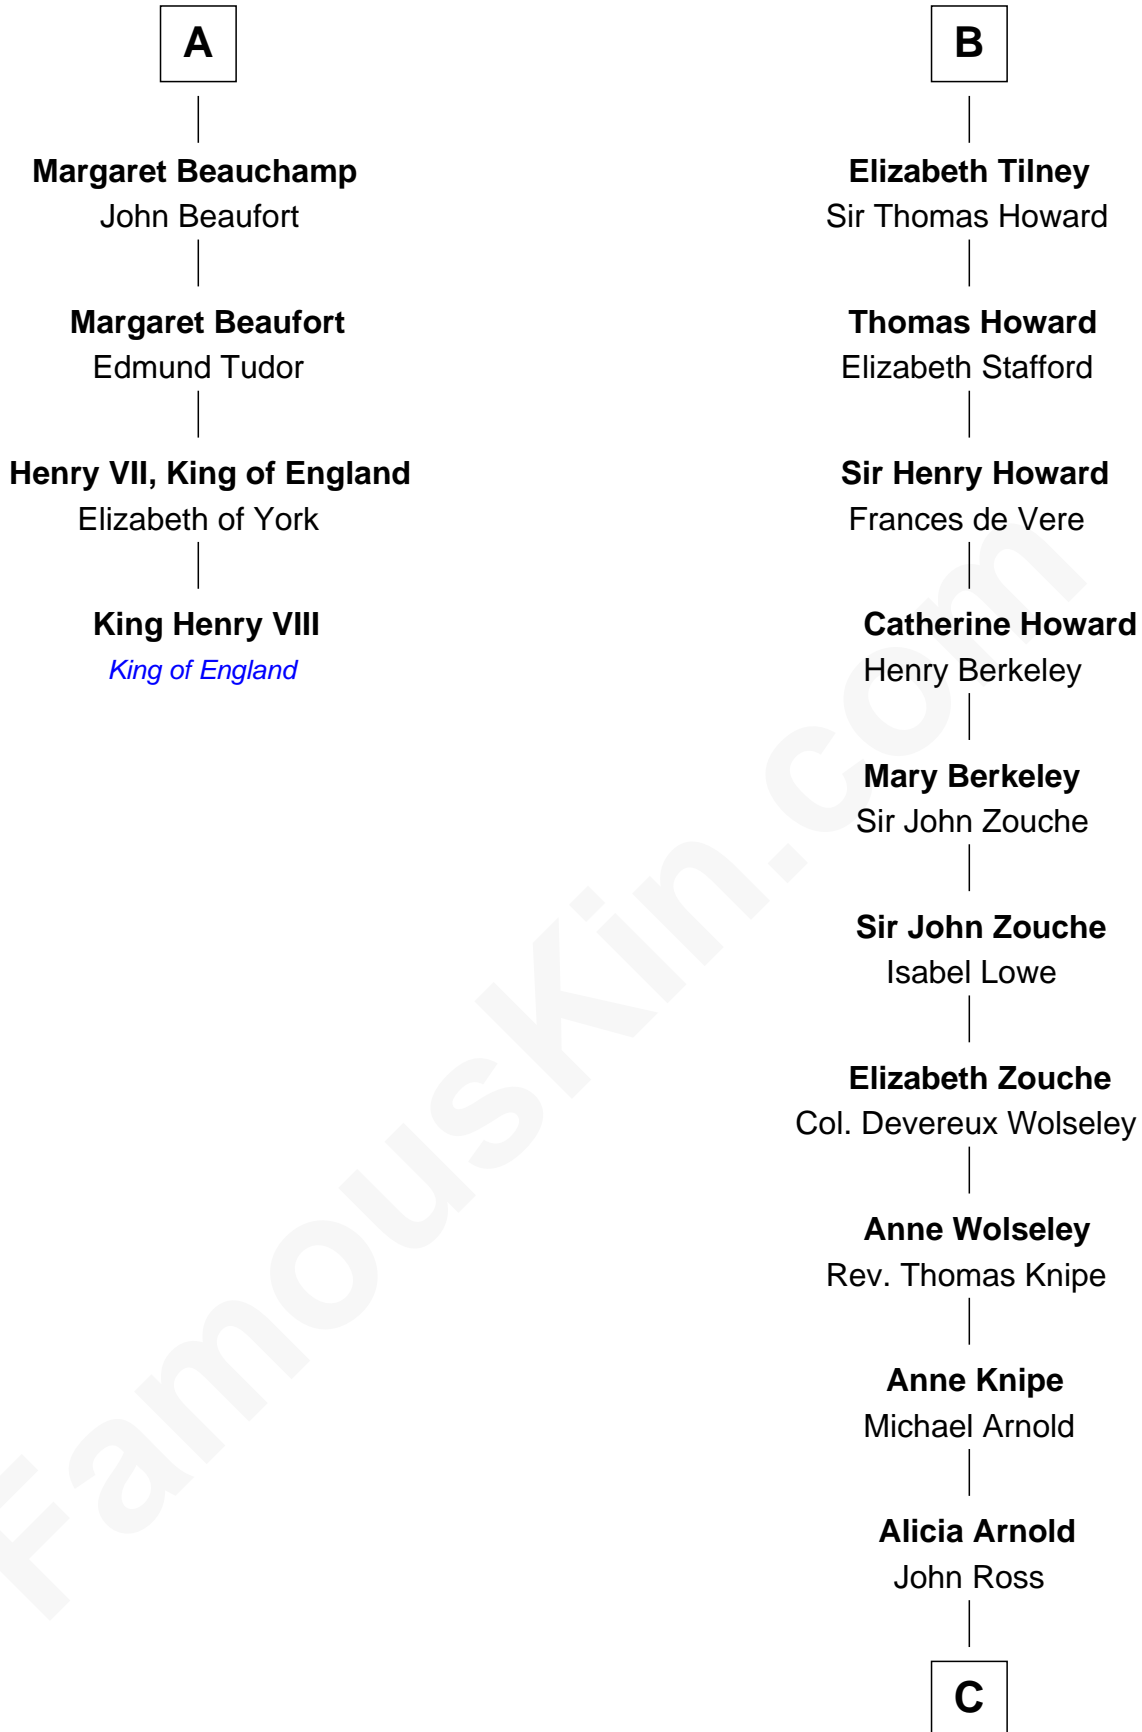 A
Margaret Beauchamp
John Beaufort
Margaret Beaufort
Edmund Tudor
Henry VII, King of England
Elizabeth of York
King Henry VIII
King of England
B
Elizabeth Tilney
Sir Thomas Howard
Thomas Howard
Elizabeth Stafford
Sir Henry Howard
Frances de Vere
Catherine Howard
Henry Berkeley
Mary Berkeley
Sir John Zouche
Sir John Zouche
Isabel Lowe
Elizabeth Zouche
Col. Devereux Wolseley
Anne Wolseley
Rev. Thomas Knipe
Anne Knipe
Michael Arnold
Alicia Arnold
John Ross
C
FamousKin.com